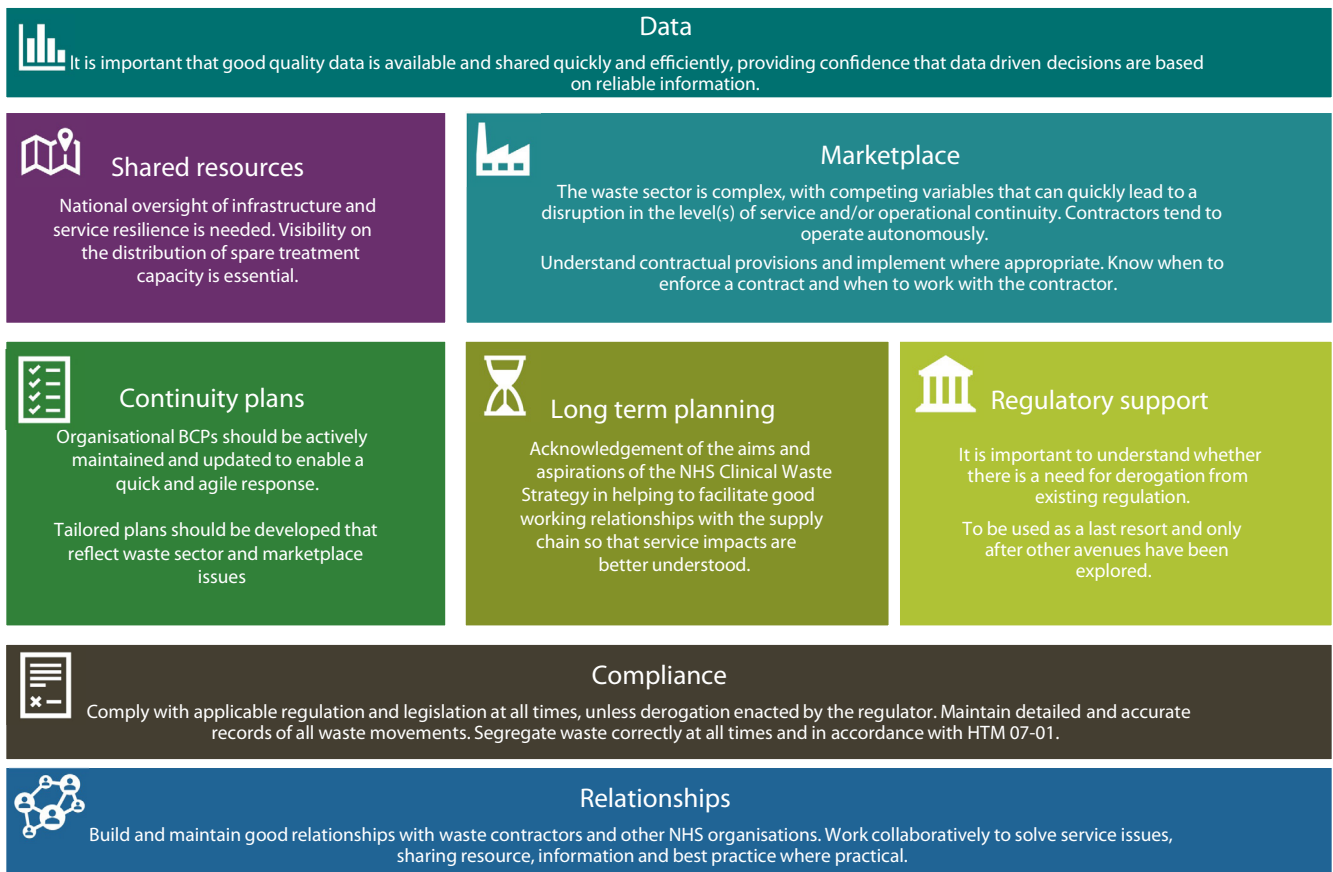 Data
It is important that good quality data is available and shared quickly and efficiently, providing confidence that data driven decisions are based
on reliable information.
Shared resources
National oversight of infrastructure and
service resilience is needed. Visibility on
the distribution of spare treatment
capacity is essential.
Marketplace
The waste sector is complex, with competing variables that can quickly lead to a
disruption in the level(s) of service and/or operational continuity. Contractors tend to
operate autonomously.
Understand contractual provisions and implement where appropriate. Know when to
enforce a contract and when to work with the contractor.
Continuity plans
Organisational BCPs should be actively
maintained and updated to enable a
quick and agile response.
Tailored plans should be developed that
reflect waste sector and marketplace
issues
Long term planning
Acknowledgement of the aims and
aspirations of the NHS Clinical Waste
Strategy in helping to facilitate good
working relationships with the supply
chain so that service impacts are
better understood.
Regulatory support
It is important to understand whether
there is a need for derogation from
existing regulation.
To be used as a last resort and only
after other avenues have been
explored.
Compliance
Comply with applicable regulation and legislation at all times, unless derogation enacted by the regulator. Maintain detailed and accurate
records of all waste movements. Segregate waste correctly at all times and in accordance with HTM 07-01.
Relationships
Build and maintain good relationships with waste contractors and other NHS organisations. Work collaboratively to solve service issues,
sharing resource, information and best practice where practical.